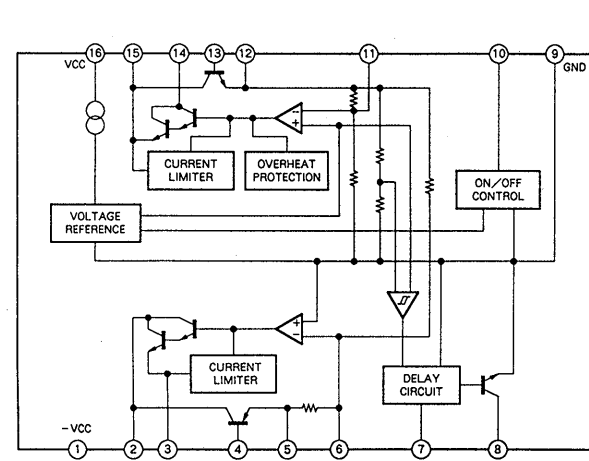 16 15 14 13 12 11 10 9
VCC
GND
- +
CURRENT
LIMITER
OVERHEAT
PROTECTION
ON/OFF
CONTROL
VOLTAGE
REFERENCE
+ -
CURRENT
LIMITER
DELAY
CIRCUIT
-VCC
1 2 3 4 5 6 7 8